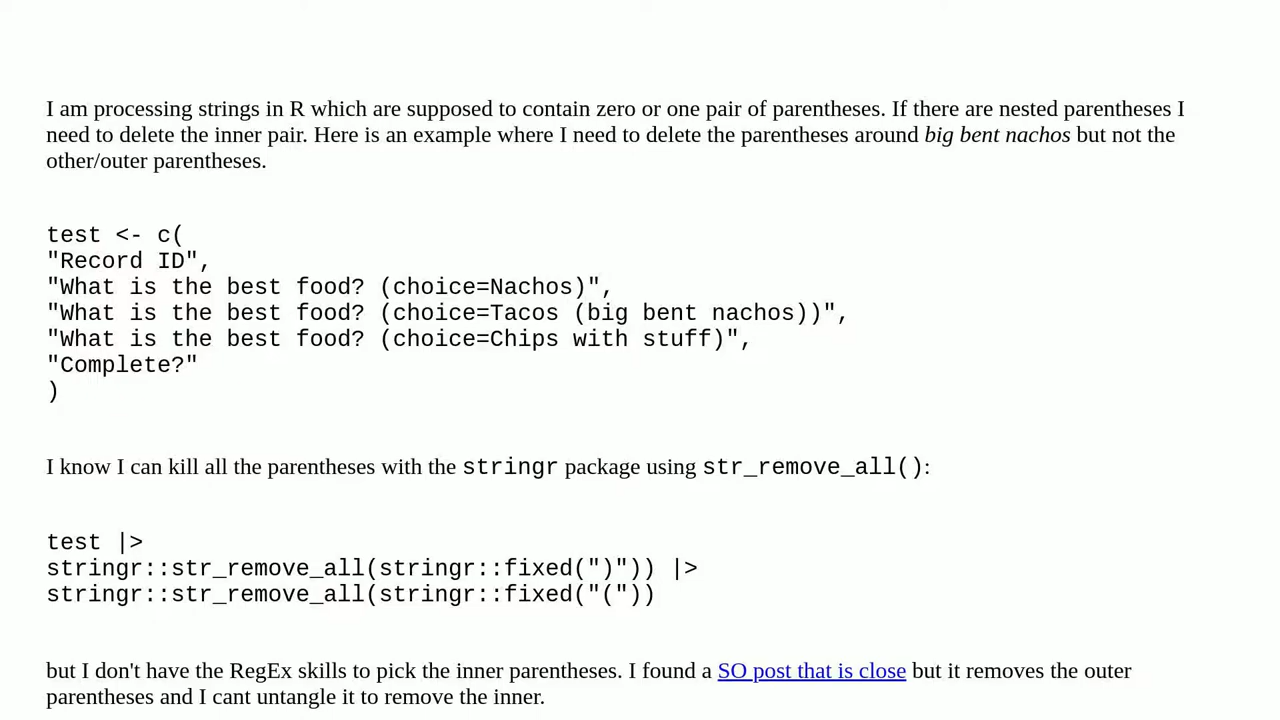 I am processing strings in R which are supposed to contain zero or one pair of parentheses. If there are nested parentheses I
need to delete the inner pair. Here is an example where I need to delete the parentheses around big bent nachos but not the
other/outer parentheses.
test <- c(
"Record ID",
"What is the best food? (choice=Nachos)",
"What is the best food? (choice=Tacos (big bent nachos))",
"What is the best food? (choice=Chips with stuff)",
"Complete?"
)
I know I can kill all the parentheses with the stringr package using str_remove_all():
test |>
stringr::str_remove_all(stringr::fixed(")")) |>
stringr::str_remove_all(stringr::fixed("("))
but I don't have the RegEx skills to pick the inner parentheses. I found a SO post that is close but it removes the outer
parentheses and I cant untangle it to remove the inner.